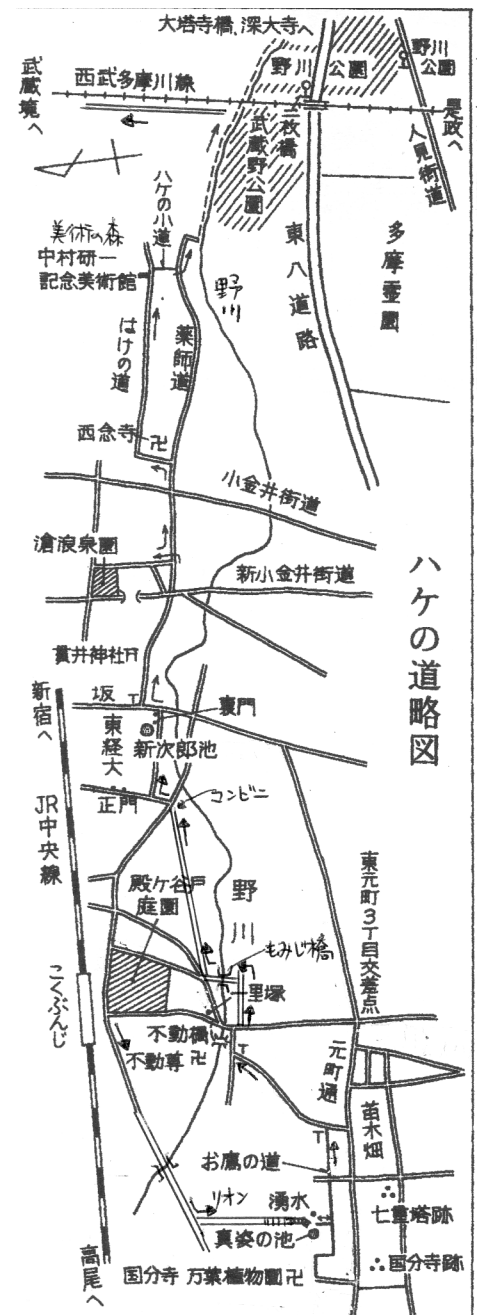 大塔寺橋、深大寺へ
野川公園
野川公園
武蔵境へ
西武多摩川線
是政へ
二枚橋
武蔵野公園
人見街道
ハケの小道
美術の森
中村研一
記念美術館
野川
東八道路
多摩霊園
はけの道
薬師道
西念寺卍
小金井街道
滄浪泉園
新小金井街道
ハケの道略図
貫井神社
新宿へ
坂
T
裏門
東経大
新次郎池
正門
コンビニ
JR中央線
殿ケ谷戸
庭園
野川
東元町3丁目交差点
もみじ橋
一里塚
こくぶんじ
不動橋
不動尊卍
T
元町通
苗木畑
T
お鷹の道
リオン
湧水
七重塔跡
真姿の池
国分寺跡
国分寺 万葉植物園卍
高尾へ